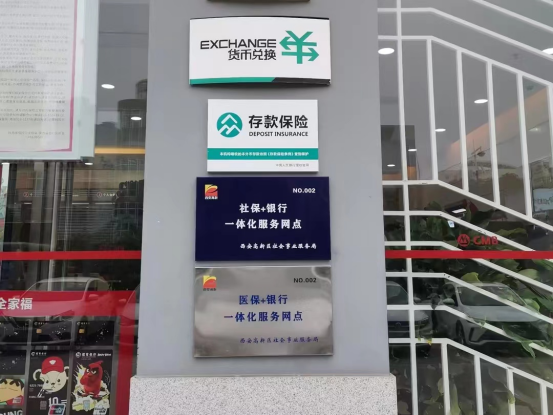 EXCHANGE
货币兑换
存款保险
DEPOSIT INSURANCE
NO.002
社保+银行
一体化服务网点
西安高新区社会事业服务局
NO.002
医保+银行
一体化服务网点
西安高新区社会事业服务局
CMB
全家福